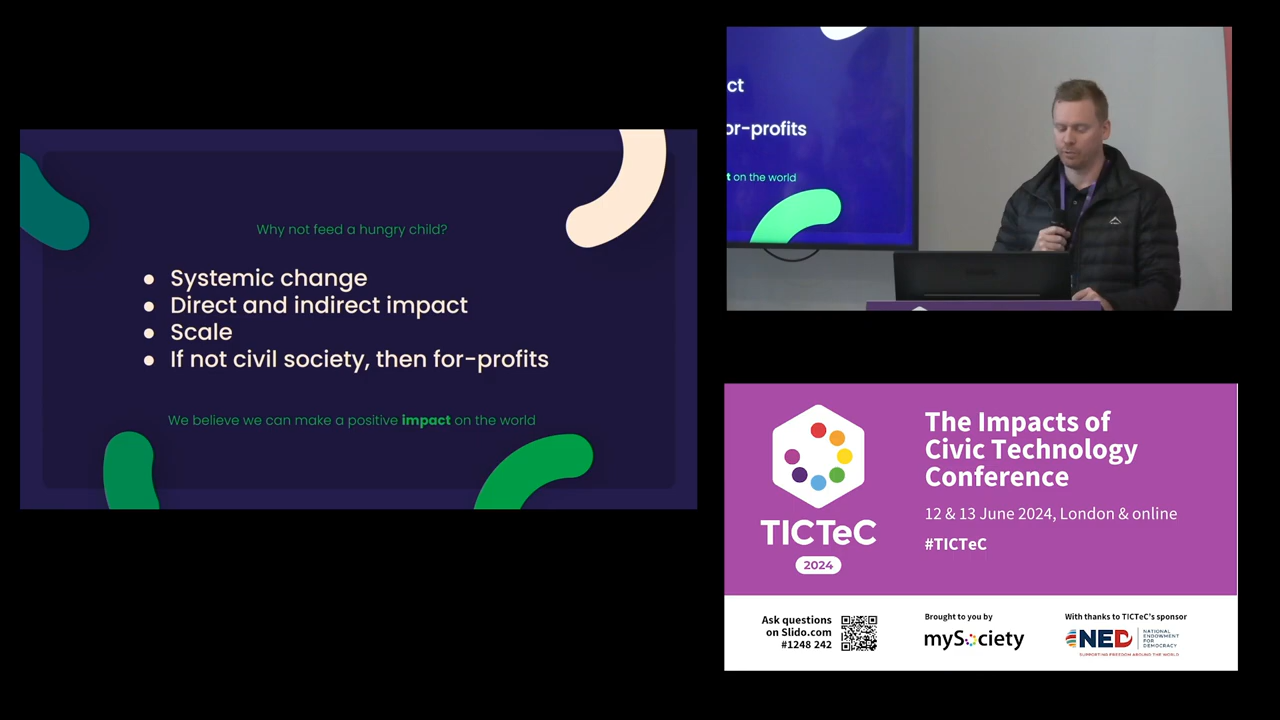 Why not feed a hungry child?
● Systemic change
● Direct and indirect impact
● Scale
● If not civil society, then for-profits
We believe we can make a positive impact on the world
ct
or-profits
t on the world
The Impacts of
Civic Technology
Conference
12 & 13 June 2024, London & online
#TICTeC
TICTeC
2024
Ask questions
on Slido.com
#1248 242
Brought to you by
mySociety
With thanks to TICTeC's sponsor
NED
NATIONAL
ENDOWMENT
FOR
DEMOCRACY
SUPPORTING FREEDOM AROUND THE WORLD